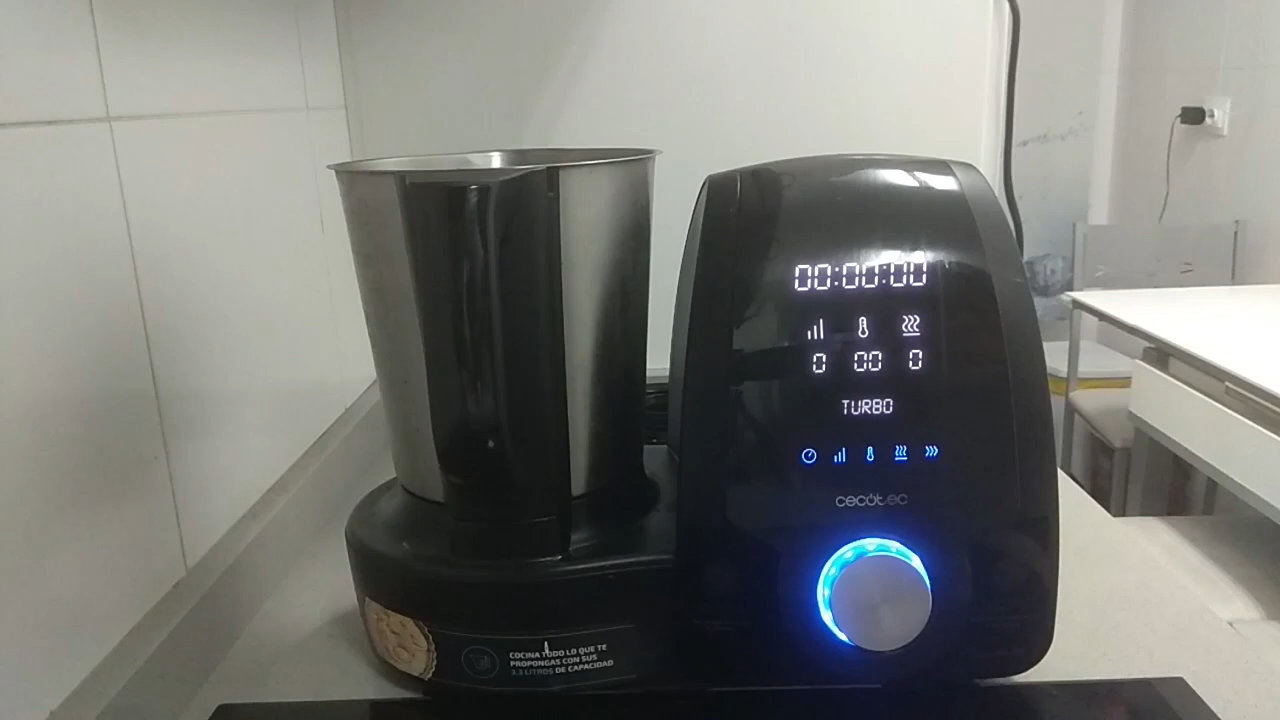 00:00:00
0 00 0
TURBO
cecotec
COCINA TODO LO QUE TE
PROPONGAS CON SUS
3.3 LITROS DE CAPACIDAD